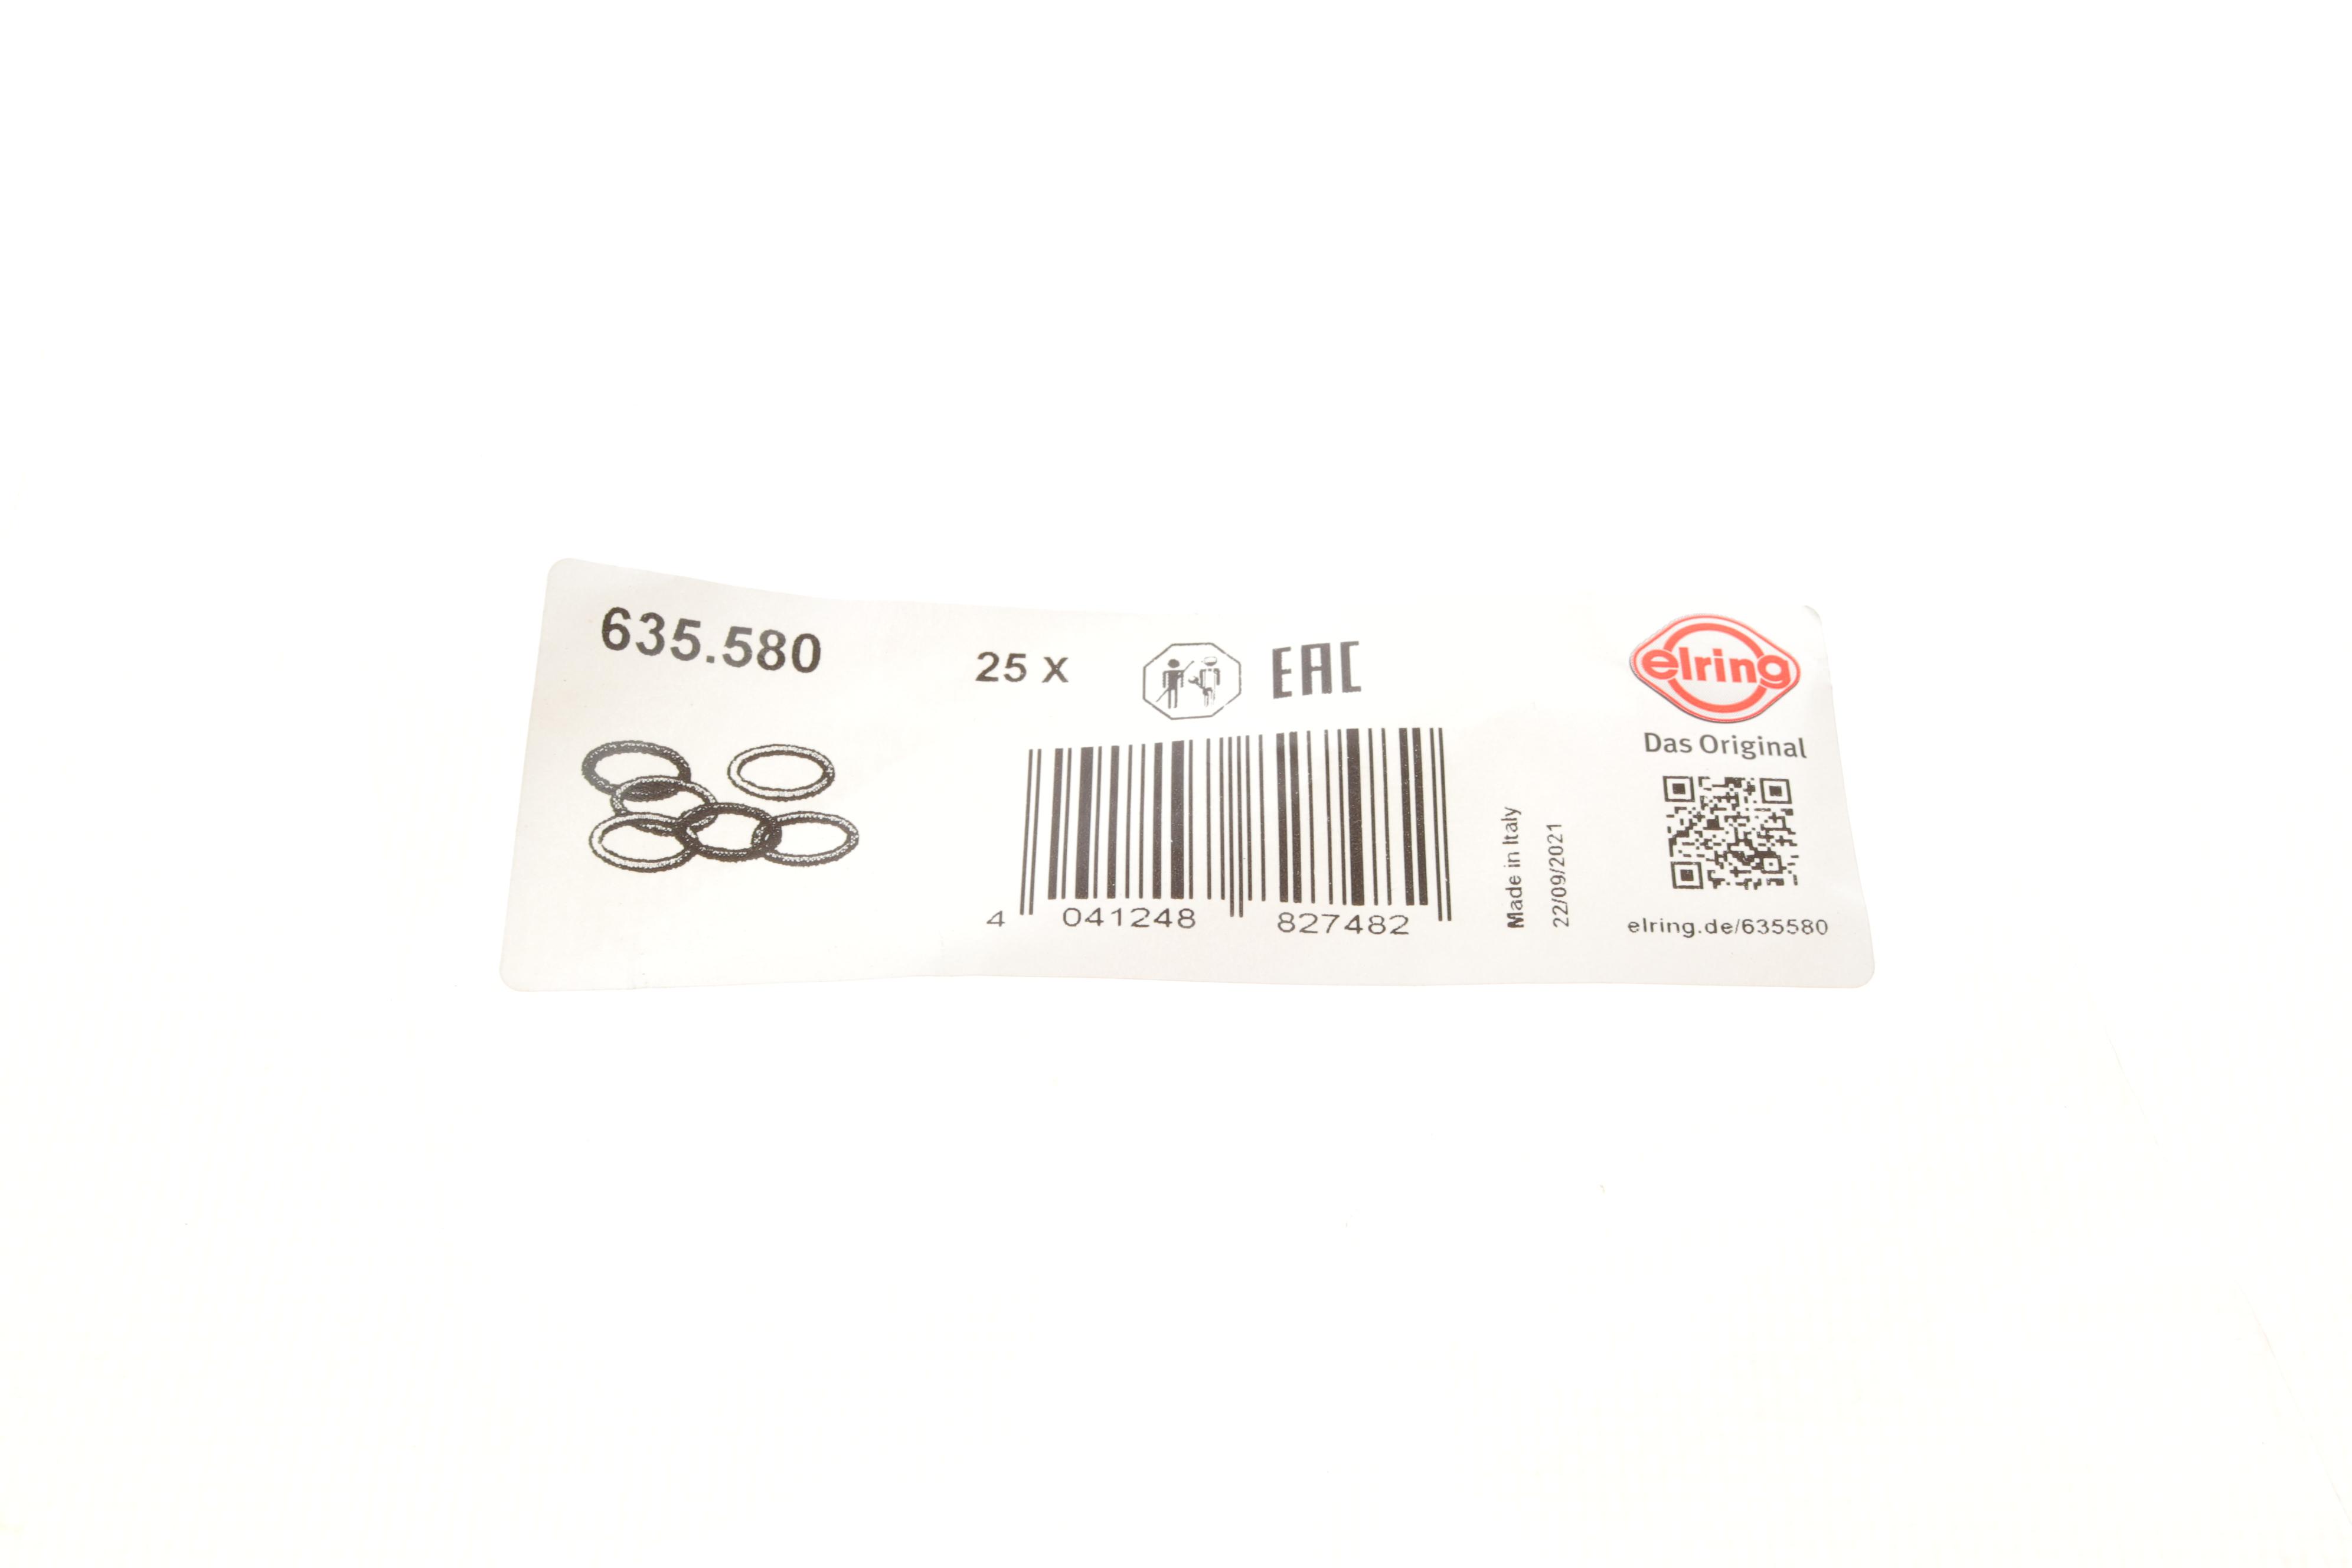 635.580
25 X
EAC
elring
Das Original
4 041248 827482
Made in Italy
22/09/2021
elring.de/635580